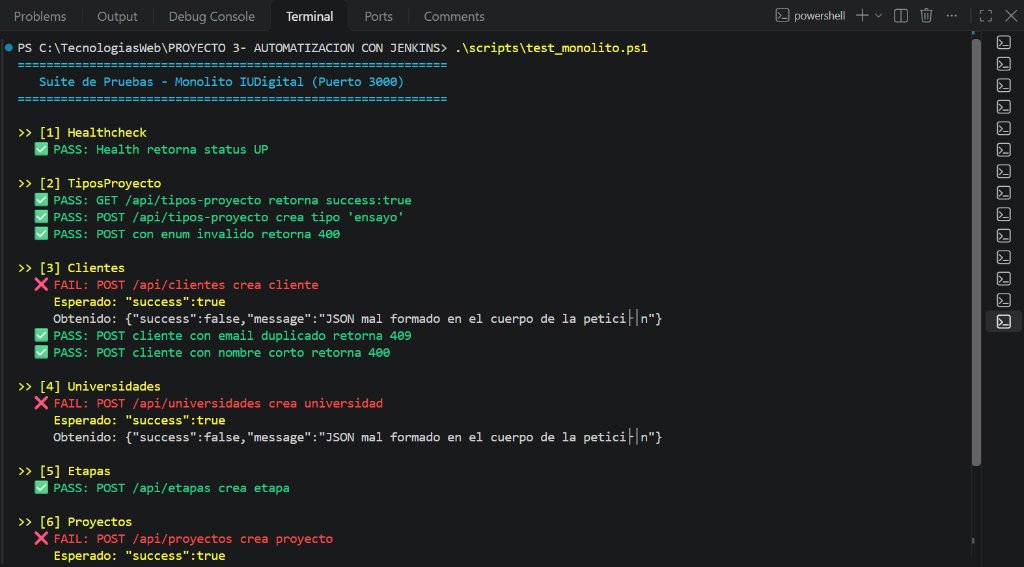 Problems Output Debug Console Terminal Ports Comments powershell
PS C:\TecnologiasWeb\PROYECTO 3- AUTOMATIZACION CON JENKINS> .\scripts\test_monolito.ps1
============================================================
Suite de Pruebas - Monolito IUDigital (Puerto 3000)
============================================================
>> [1] Healthcheck
✅ PASS: Health retorna status UP
>> [2] TiposProyecto
✅ PASS: GET /api/tipos-proyecto retorna success:true
✅ PASS: POST /api/tipos-proyecto crea tipo 'ensayo'
✅ PASS: POST con enum invalido retorna 400
>> [3] Clientes
❌ FAIL: POST /api/clientes crea cliente
Esperado: "success":true
Obtenido: {"success":false,"message":"JSON mal formado en el cuerpo de la petici├│n"}
✅ PASS: POST cliente con email duplicado retorna 409
✅ PASS: POST cliente con nombre corto retorna 400
>> [4] Universidades
❌ FAIL: POST /api/universidades crea universidad
Esperado: "success":true
Obtenido: {"success":false,"message":"JSON mal formado en el cuerpo de la petici├│n"}
>> [5] Etapas
✅ PASS: POST /api/etapas crea etapa
>> [6] Proyectos
❌ FAIL: POST /api/proyectos crea proyecto
Esperado: "success":true